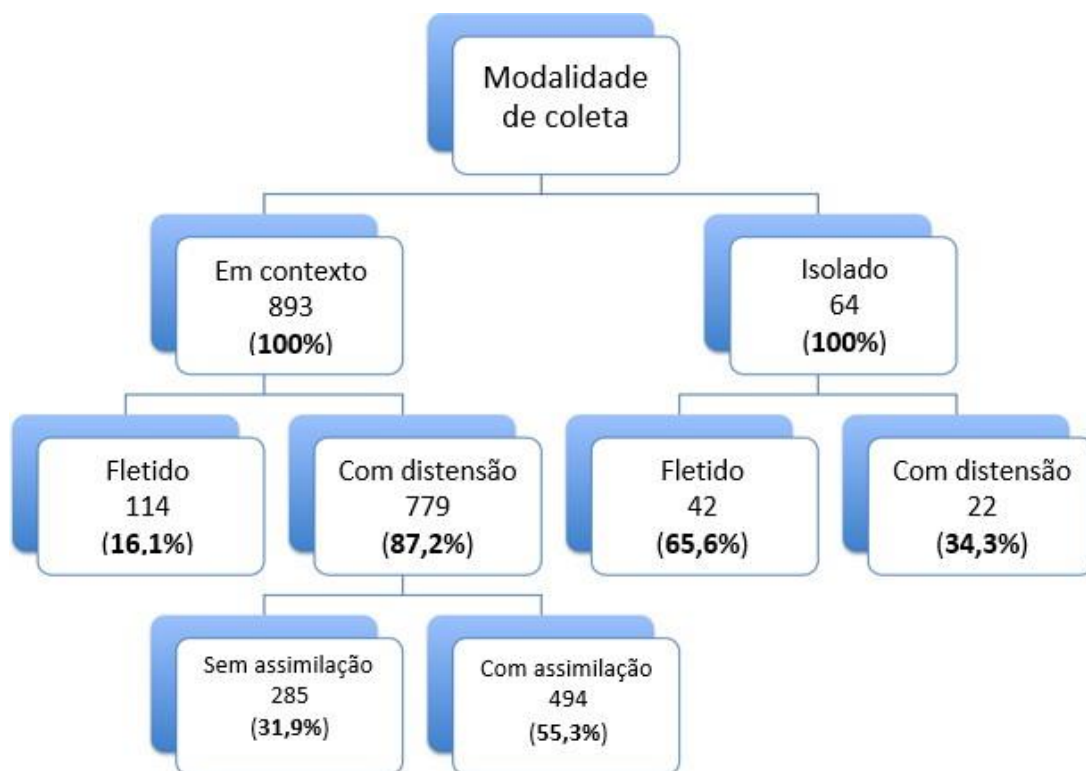 Modalidade
de coleta
Em contexto
893
(100%)
Isolado
64
(100%)
Fletido
114
(16,1%)
Com distensão
779
(87,2%)
Fletido
42
(65,6%)
Com distensão
22
(34,3%)
Sem assimilação
285
(31,9%)
Com assimilação
494
(55,3%)